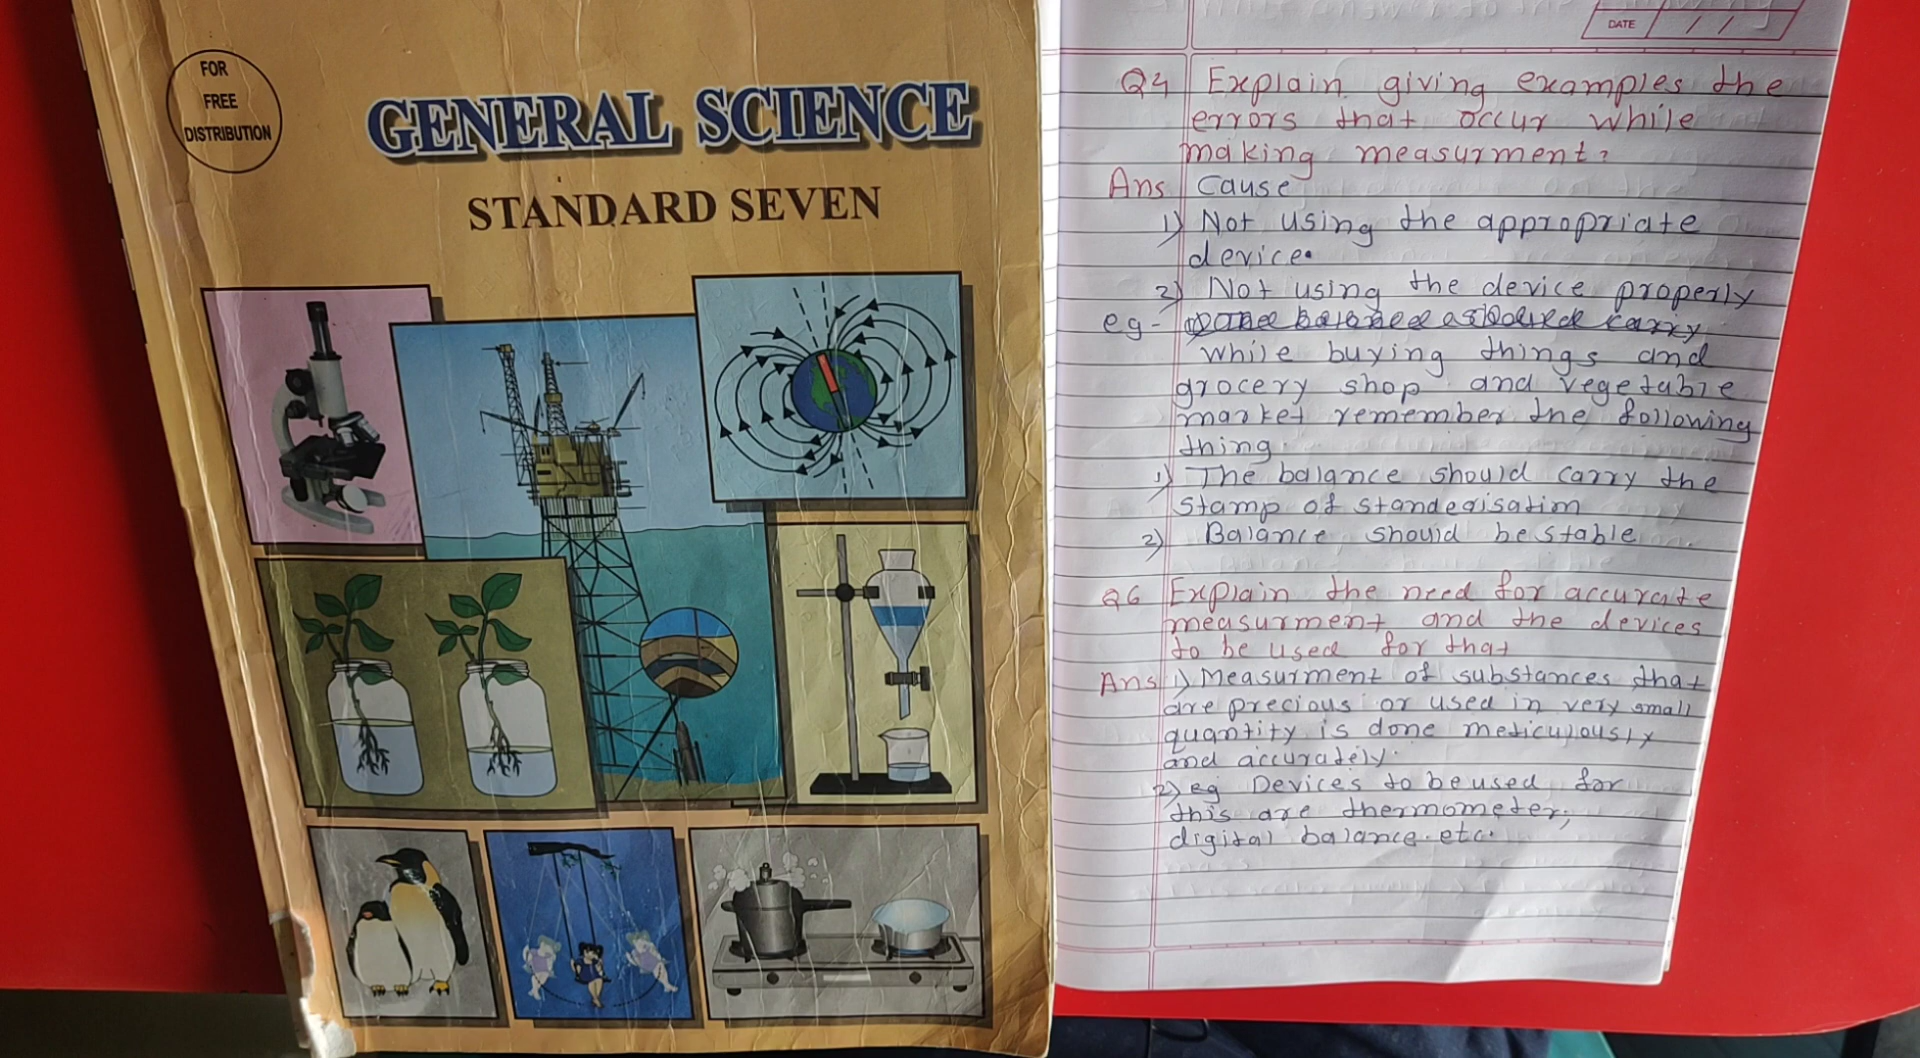 FOR
FREE
DISTRIBUTION
GENERAL SCIENCE
STANDARD SEVEN
DATE / /
Q4 Explain giving examples the
errors that occur while
making measurment?
Ans Cause
1) Not using the appropriate
device.
2) Not using the device properly
eg-
while buying things and
grocery shop and vegetable
market remember the following
thing.
1) The balance should carry the
stamp of standegisatim
2) Balance should be stable
Q6 Explain the need for accurate
measurment and the devices
to be used for that
Ans 1) Measurment of substances that
are precious or used in very small
quantity is done meticulously
and accurately.
2) eg Devices to be used for
this are thermometer,
digital balance etc.